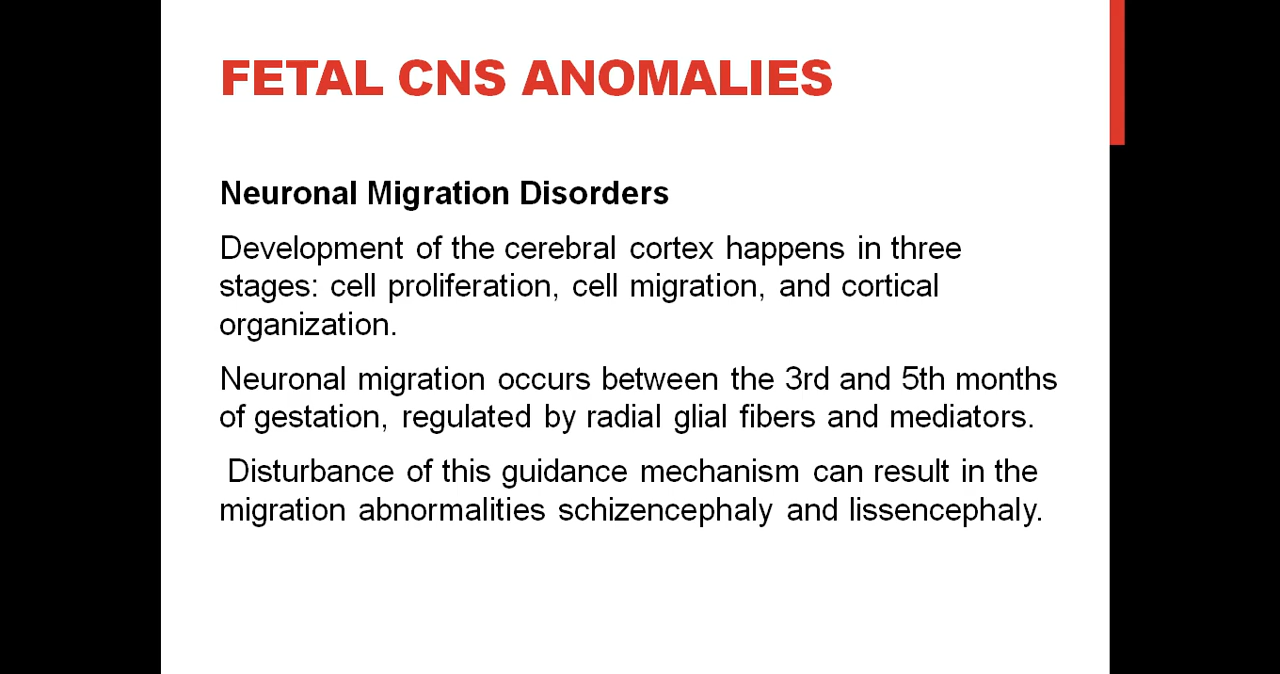 FETAL CNS ANOMALIES
Neuronal Migration Disorders
Development of the cerebral cortex happens in three
stages: cell proliferation, cell migration, and cortical
organization.
Neuronal migration occurs between the 3rd and 5th months
of gestation, regulated by radial glial fibers and mediators.
Disturbance of this guidance mechanism can result in the
migration abnormalities schizencephaly and lissencephaly.